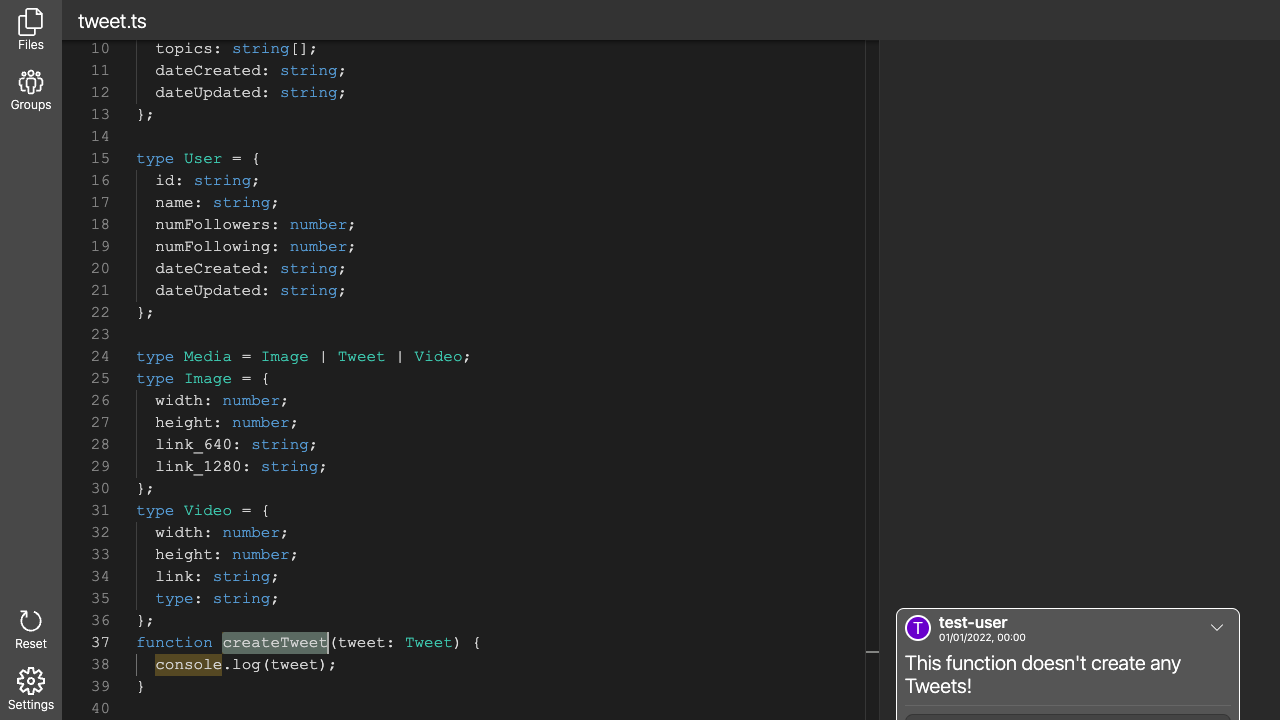 tweet.ts
Files
Groups
Reset
Settings
10 topics: string[];
11 dateCreated: string;
12 dateUpdated: string;
13 };
14
15 type User = {
16 id: string;
17 name: string;
18 numFollowers: number;
19 numFollowing: number;
20 dateCreated: string;
21 dateUpdated: string;
22 };
23
24 type Media = Image | Tweet | Video;
25 type Image = {
26 width: number;
27 height: number;
28 link_640: string;
29 link_1280: string;
30 };
31 type Video = {
32 width: number;
33 height: number;
34 link: string;
35 type: string;
36 };
37 function createTweet(tweet: Tweet) {
38 console.log(tweet);
39 }
40
T
test-user
01/01/2022, 00:00
This function doesn't create any
Tweets!